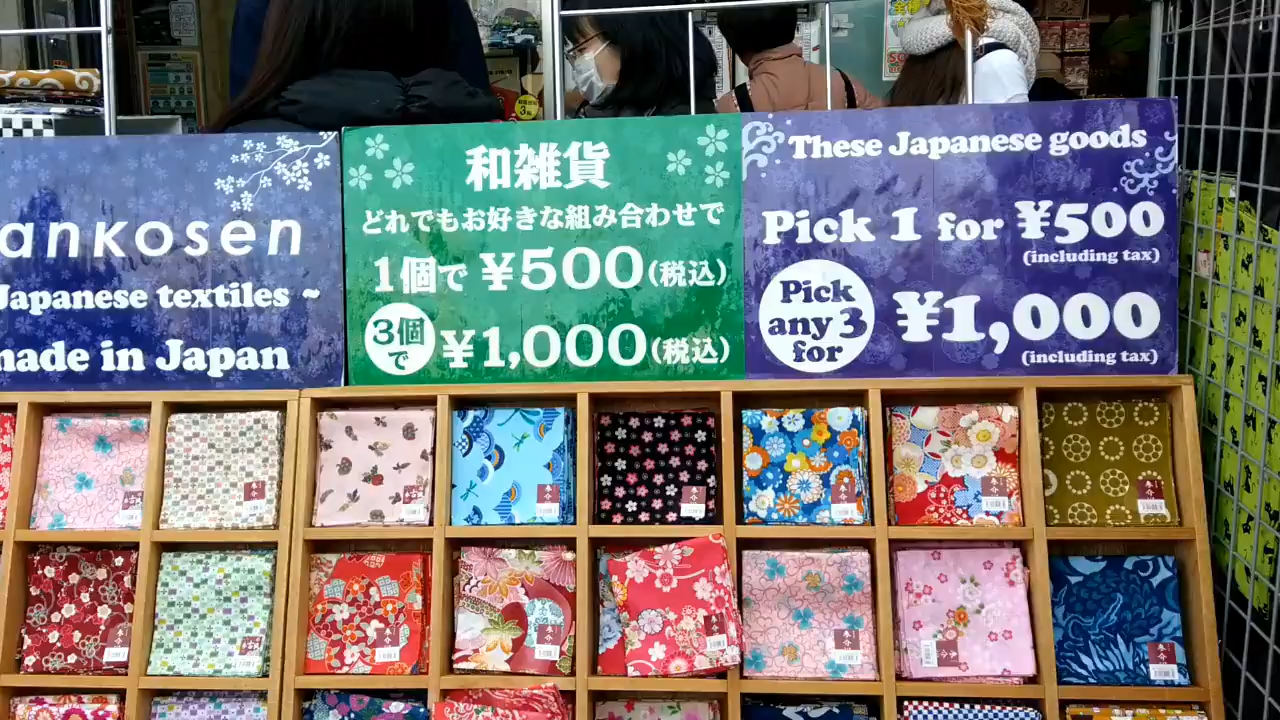 ankosen
Japanese textiles ~
made in Japan
和雑貨
どれでもお好きな組み合わせで
1個で ¥500(税込)
3個で ¥1,000(税込)
These Japanese goods
Pick 1 for ¥500
(including tax)
Pick any 3 for ¥1,000
(including tax)